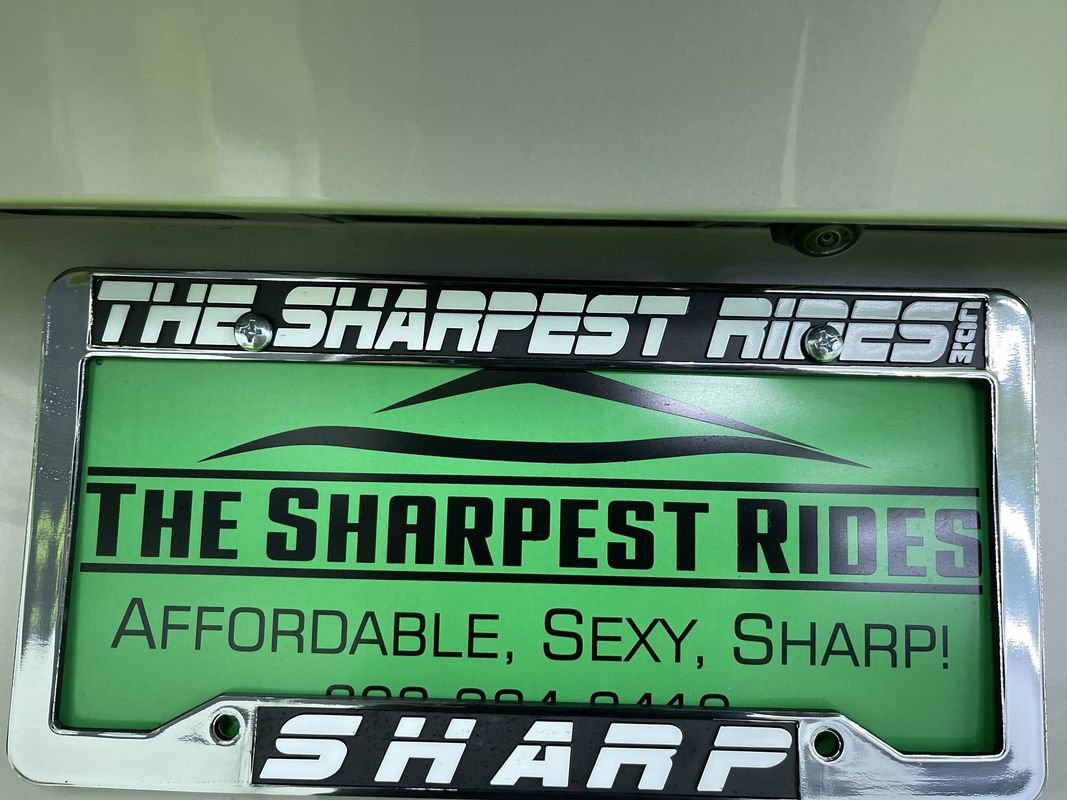 THE SHARPEST RIDES.COM
THE SHARPEST RIDES
AFFORDABLE, SEXY, SHARP!
SHARP